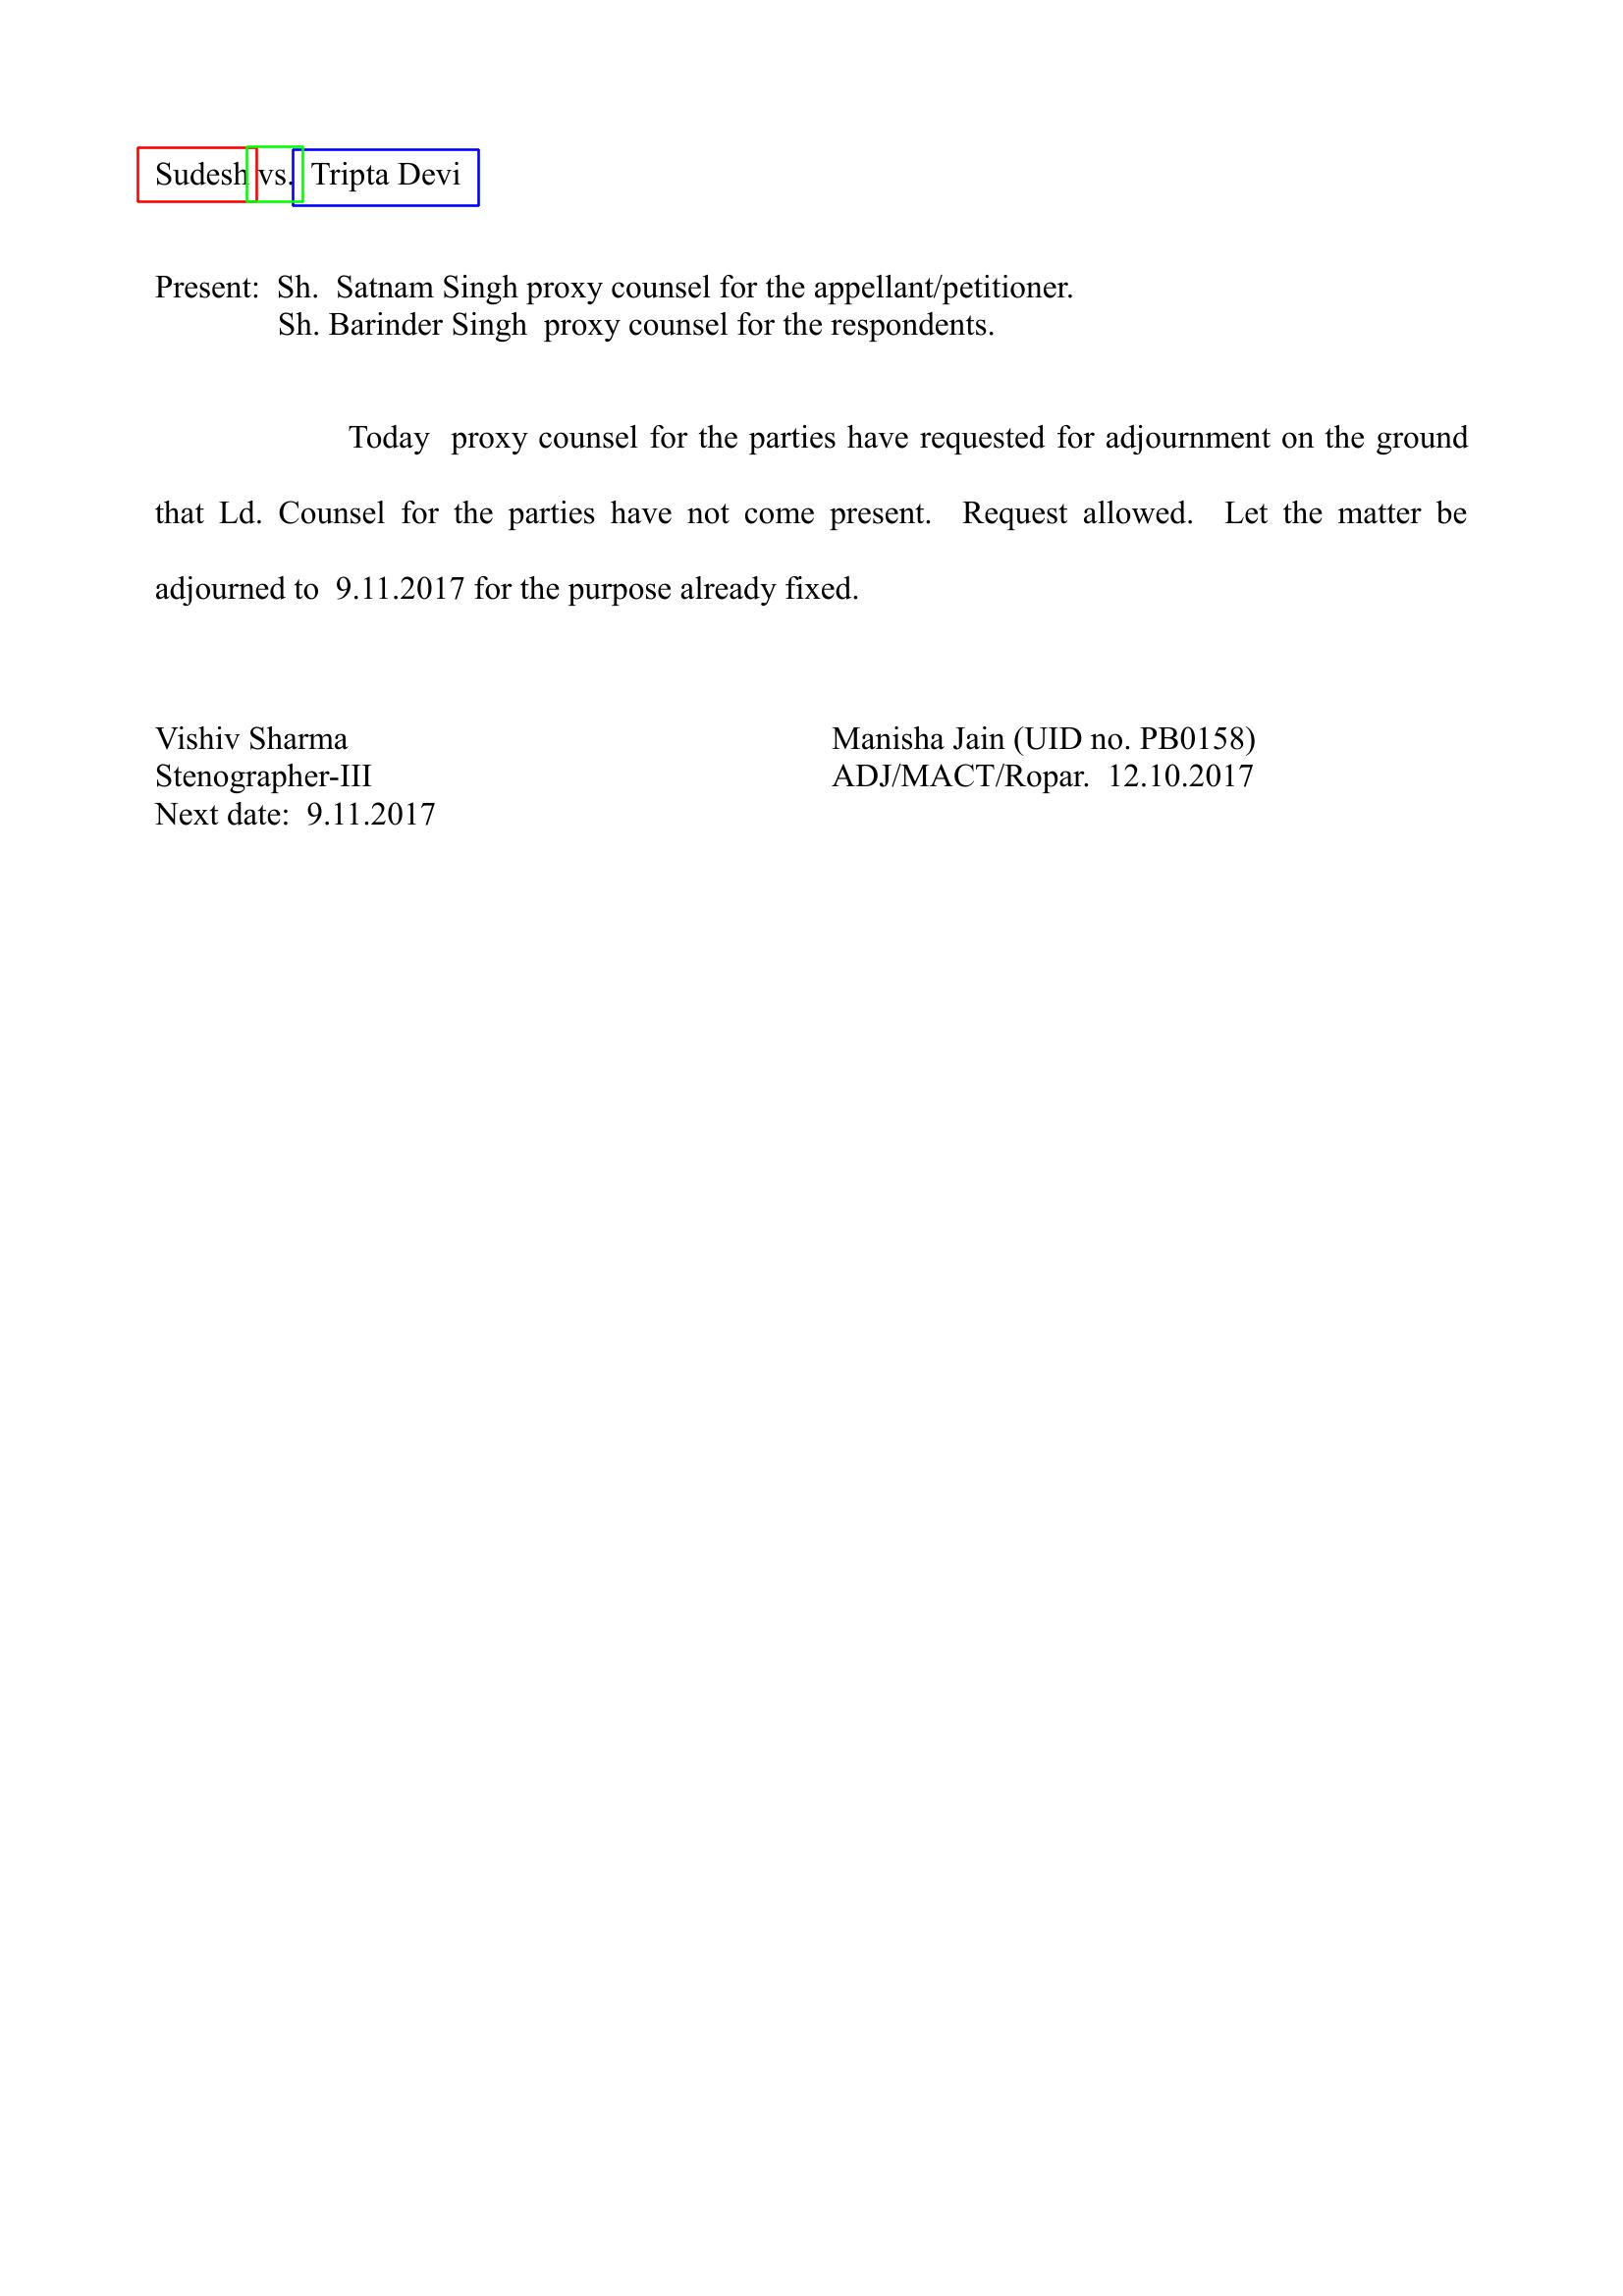 Sudesh vs.  Tripta Devi
Present:  Sh.  Satnam Singh proxy counsel for the appellant/petitioner.
Sh. Barinder Singh  proxy counsel for the respondents.
Today  proxy counsel for the parties have requested for adjournment on the ground
that Ld. Counsel for the parties have not come present.  Request allowed.  Let the matter be
adjourned to  9.11.2017 for the purpose already fixed.
Vishiv Sharma Manisha Jain (UID no. PB0158)
Stenographer-III ADJ/MACT/Ropar.  12.10.2017
Next date:  9.11.2017